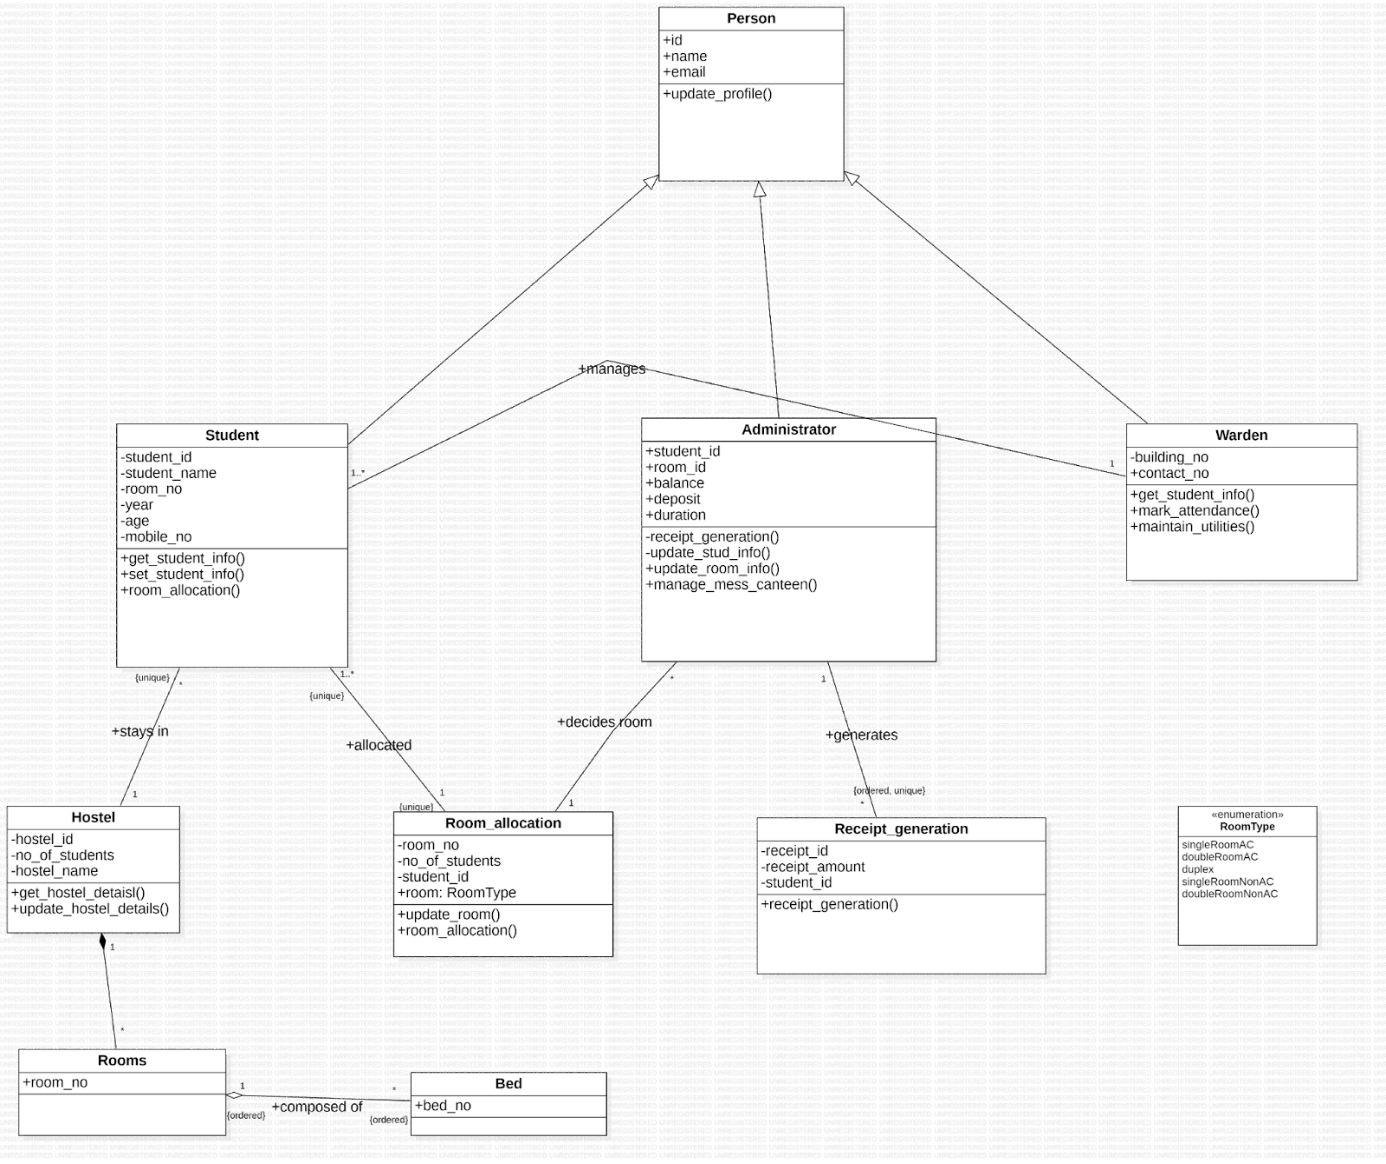 Person
+id
+name
+email
+update_profile()
+manages
Student
-student_id
-student_name
-room_no
-year
-age
-mobile_no
+get_student_info()
+set_student_info()
+room_allocation()
1..*
Administrator
+student_id
+room_id
+balance
+deposit
+duration
-receipt_generation()
-update_stud_info()
+update_room_info()
+manage_mess_canteen()
1
Warden
-building_no
+contact_no
+get_student_info()
+mark_attendance()
+maintain_utilities()
{unique}
*
+stays in
1
1..*
{unique}
+allocated
1
{unique}
*
+decides room
1
1
+generates
{ordered, unique}
*
Hostel
-hostel_id
-no_of_students
-hostel_name
+get_hostel_detaisl()
+update_hostel_details()
Room_allocation
-room_no
-no_of_students
-student_id
+room: RoomType
+update_room()
+room_allocation()
Receipt_generation
-receipt_id
-receipt_amount
-student_id
+receipt_generation()
«enumeration»
RoomType
singleRoomAC
doubleRoomAC
duplex
singleRoomNonAC
doubleRoomNonAC
1
*
Rooms
+room_no
1
{ordered}
+composed of
*
{ordered}
Bed
+bed_no